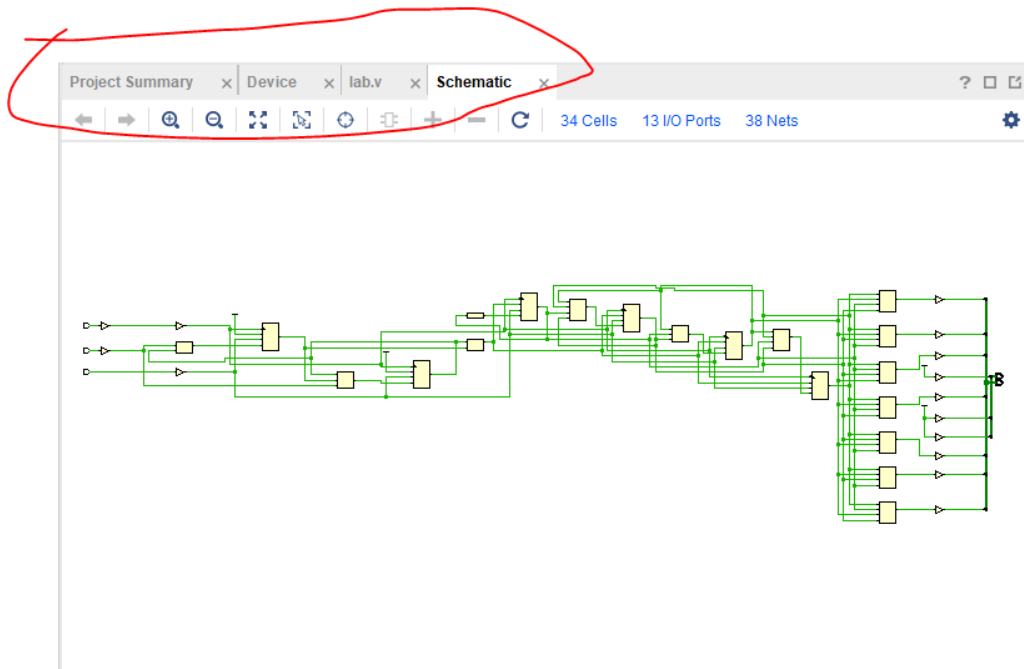 Project Summary × Device × lab.v × Schematic × ?
34 Cells 13 I/O Ports 38 Nets